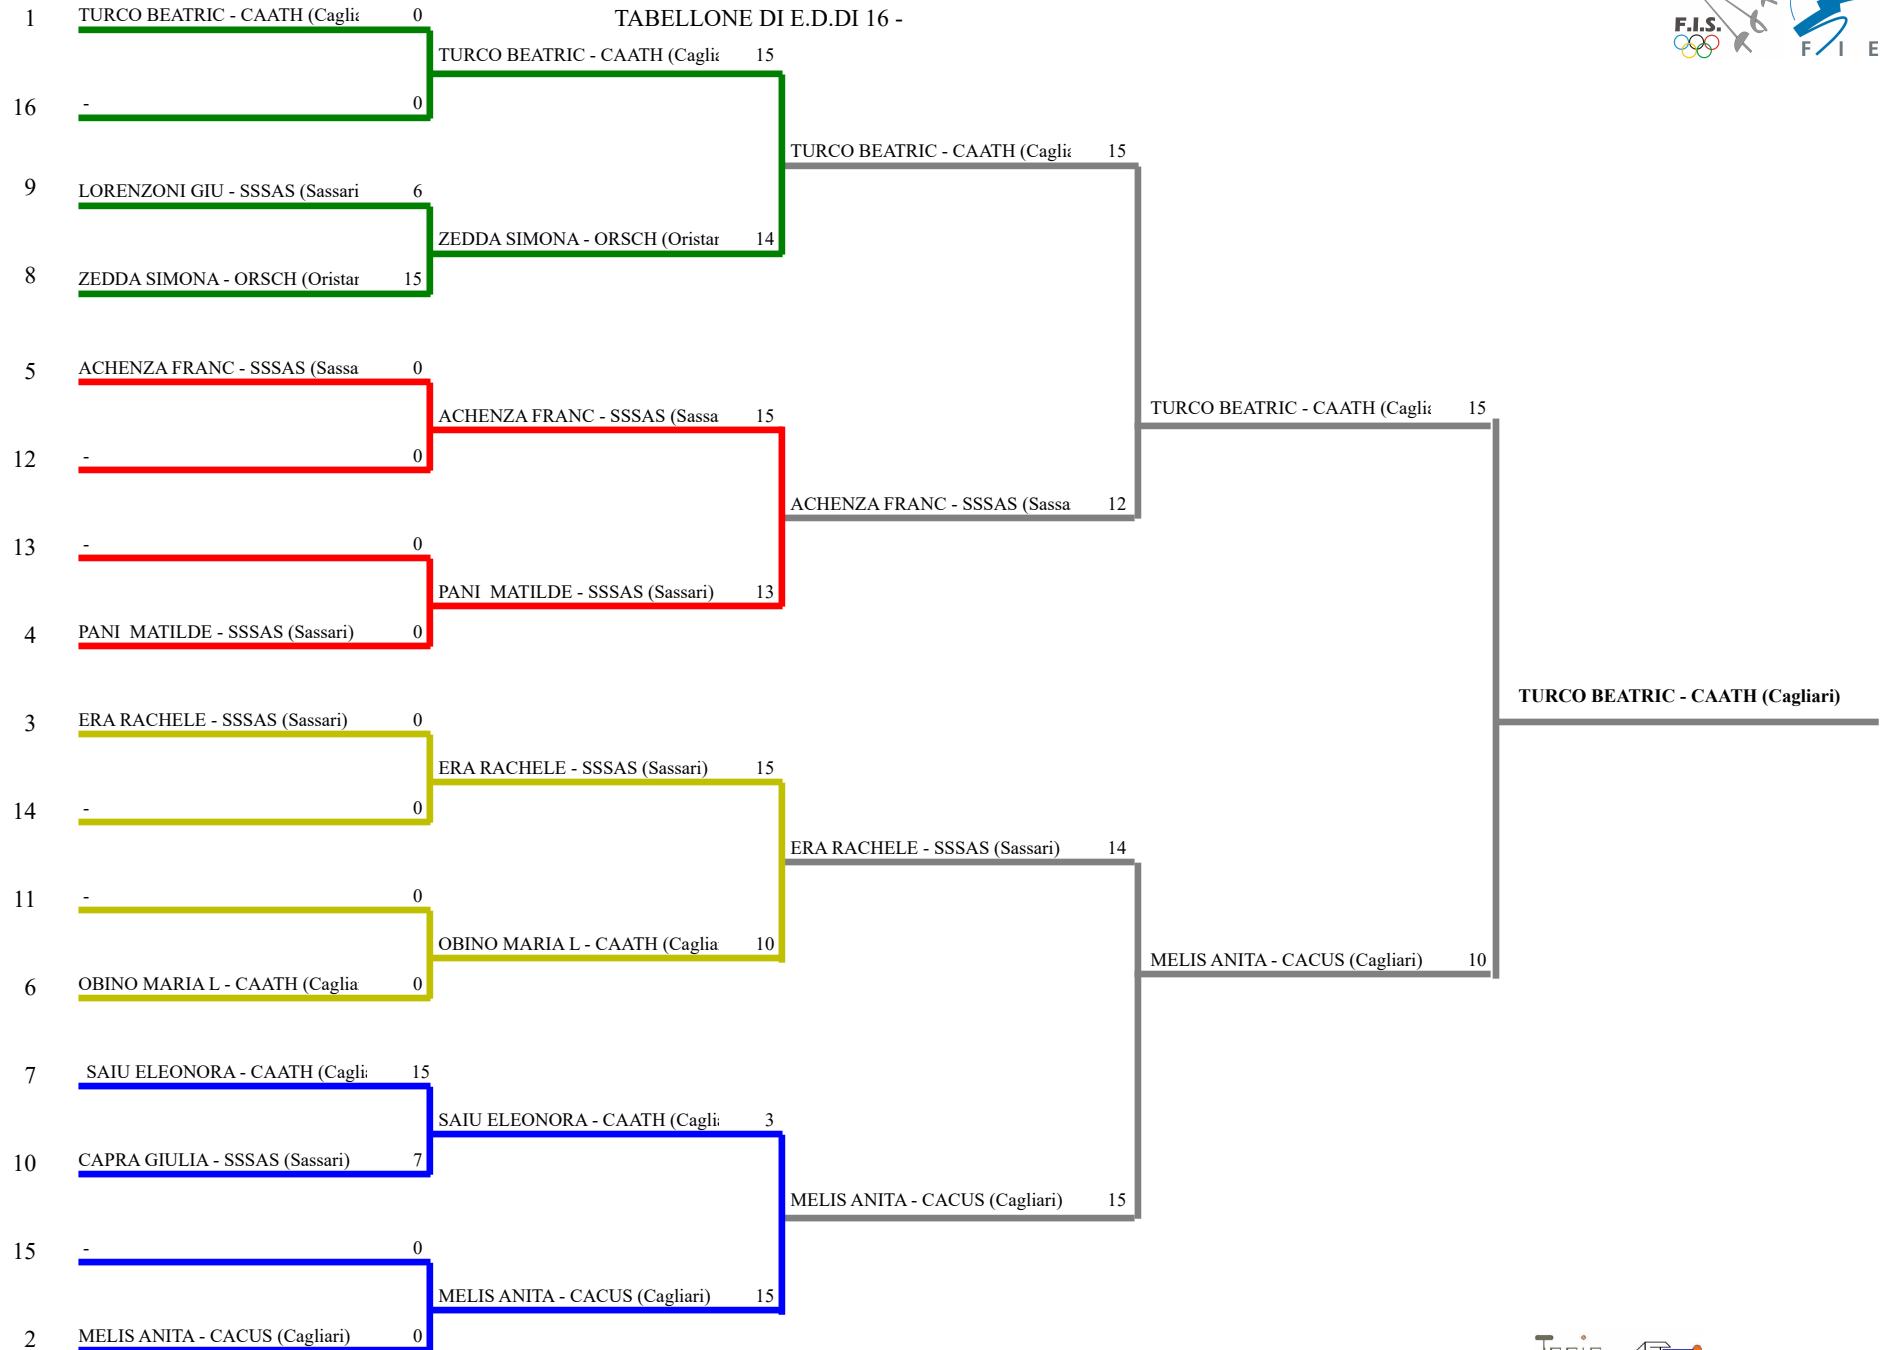 TABELLONE DI E.D.DI 16 -
F.I.S.
F I E
1 TURCO BEATRIC - CAATH (Caglia 0
TURCO BEATRIC - CAATH (Caglia 15
16 - 0
TURCO BEATRIC - CAATH (Caglia 15
9 LORENZONI GIU - SSSAS (Sassari 6
ZEDDA SIMONA - ORSCH (Oristan 14
8 ZEDDA SIMONA - ORSCH (Oristan 15
5 ACHENZA FRANC - SSSAS (Sassa 0
TURCO BEATRIC - CAATH (Caglia 15
ACHENZA FRANC - SSSAS (Sassa 15
12 - 0
ACHENZA FRANC - SSSAS (Sassa 12
13 - 0
PANI  MATILDE - SSSAS (Sassari) 13
4 PANI  MATILDE - SSSAS (Sassari) 0
TURCO BEATRIC - CAATH (Cagliari)
3 ERA RACHELE - SSSAS (Sassari) 0
ERA RACHELE - SSSAS (Sassari) 15
14 - 0
ERA RACHELE - SSSAS (Sassari) 14
11 - 0
OBINO MARIA L - CAATH (Caglia 10
MELIS ANITA - CACUS (Cagliari) 10
6 OBINO MARIA L - CAATH (Caglia 0
7 SAIU ELEONORA - CAATH (Caglia 15
SAIU ELEONORA - CAATH (Caglia 3
10 CAPRA GIULIA - SSSAS (Sassari) 7
MELIS ANITA - CACUS (Cagliari) 15
15 - 0
MELIS ANITA - CACUS (Cagliari) 15
2 MELIS ANITA - CACUS (Cagliari) 0